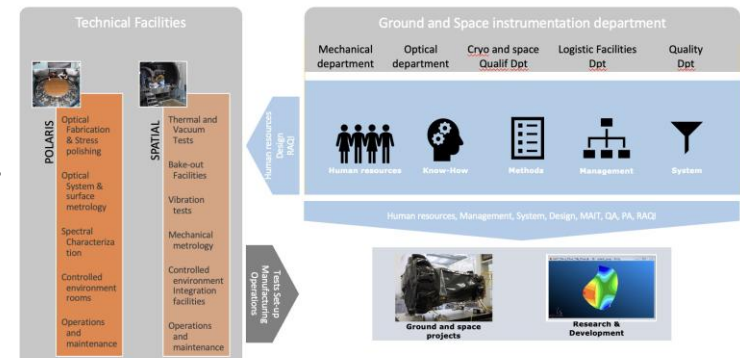 Technical Facilities
POLARIS
Optical
Fabrication
& Stress
polishing
Optical
System &
surface
metrology
Spectral
Characteriza
tion
Controlled
environment
rooms
Operations
and
maintenance
SPATIAL
Thermal and
Vacuum
Tests
Bake-out
Facilities
Vibration
tests
Mechanical
metrology
Controlled
environment
Integration
facilities
Operations
and
maintenance
Human resources
Design
RAQI
Tests Set-up
Manufacturing
Operations
Ground and Space instrumentation department
Mechanical
department
Optical
department
Cryo and space
Qualif Dpt
Logistic Facilities
Dpt
Quality
Dpt
Human resources
Know-How
Methods
Management
System
Human resources, Management, System, Design, MAIT, QA, PA, RAQI
Ground and space
projects
Research &
Development